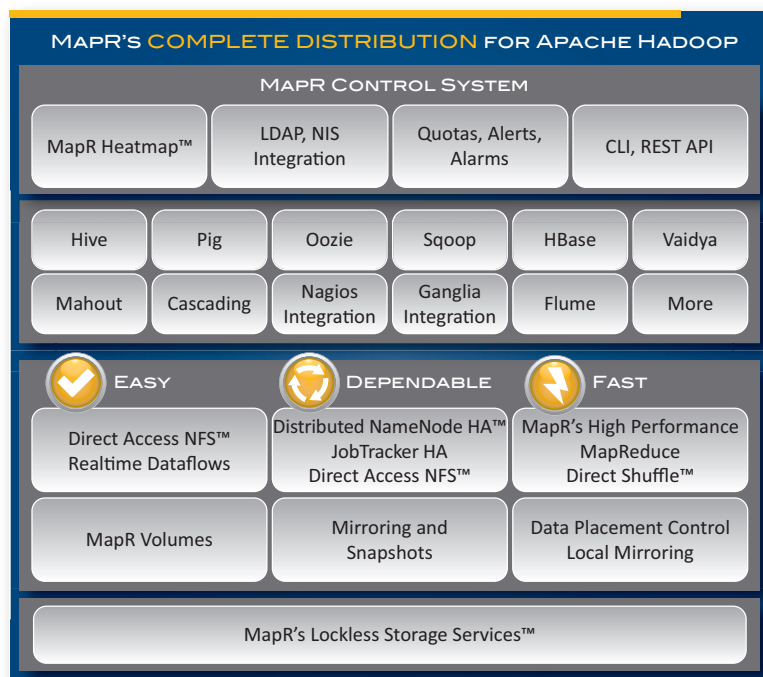 MapR's COMPLETE DISTRIBUTION for Apache Hadoop
MapR Control System
MapR Heatmap™
LDAP, NIS
Integration
Quotas, Alerts,
Alarms
CLI, REST API
Hive
Pig
Oozie
Sqoop
HBase
Vaidya
Mahout
Cascading
Nagios
Integration
Ganglia
Integration
Flume
More
Easy
Dependable
Fast
Direct Access NFS™
Realtime Dataflows
Distributed NameNode HA™
JobTracker HA
Direct Access NFS™
MapR's High Performance
MapReduce
Direct Shuffle™
MapR Volumes
Mirroring and
Snapshots
Data Placement Control
Local Mirroring
MapR's Lockless Storage Services™